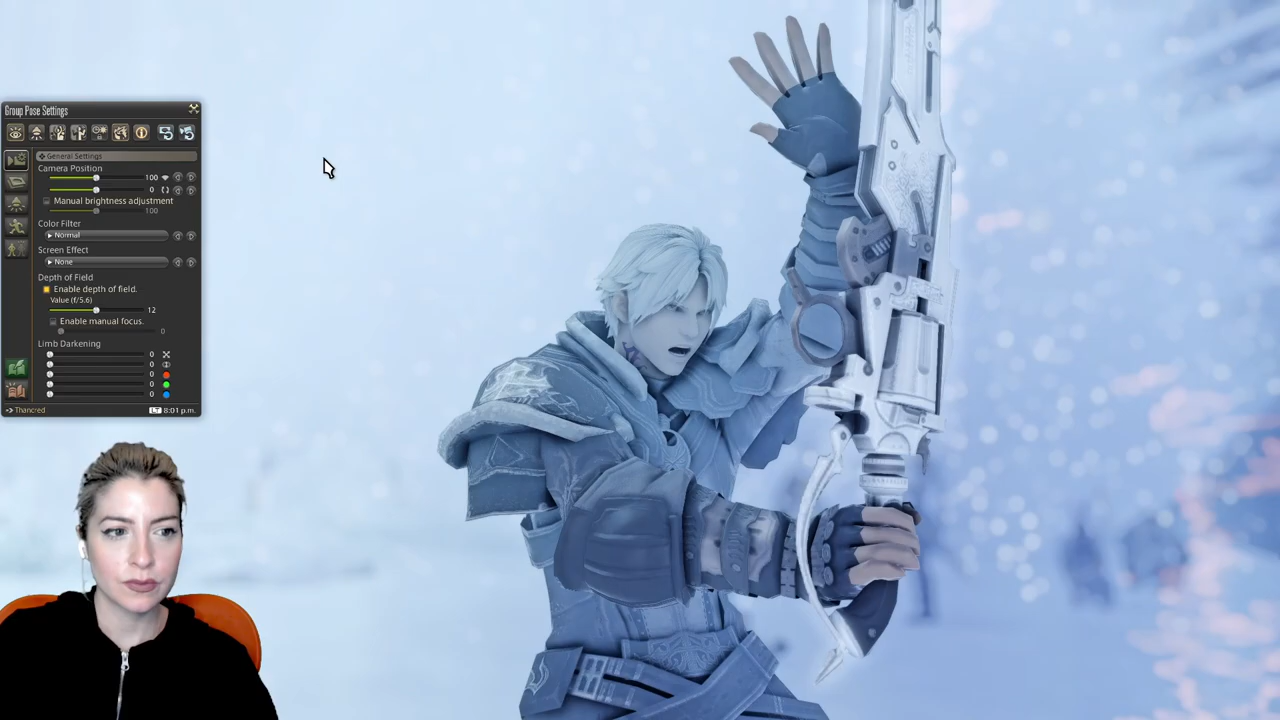 Group Pose Settings
General Settings
Camera Position
100
0
Manual brightness adjustment
100
Color Filter
Normal
Screen Effect
None
Depth of Field
Enable depth of field.
Value (f/5.6)
12
Enable manual focus.
0
Limb Darkening
0
0
0
0
0
Thancred
LT 8:01 p.m.